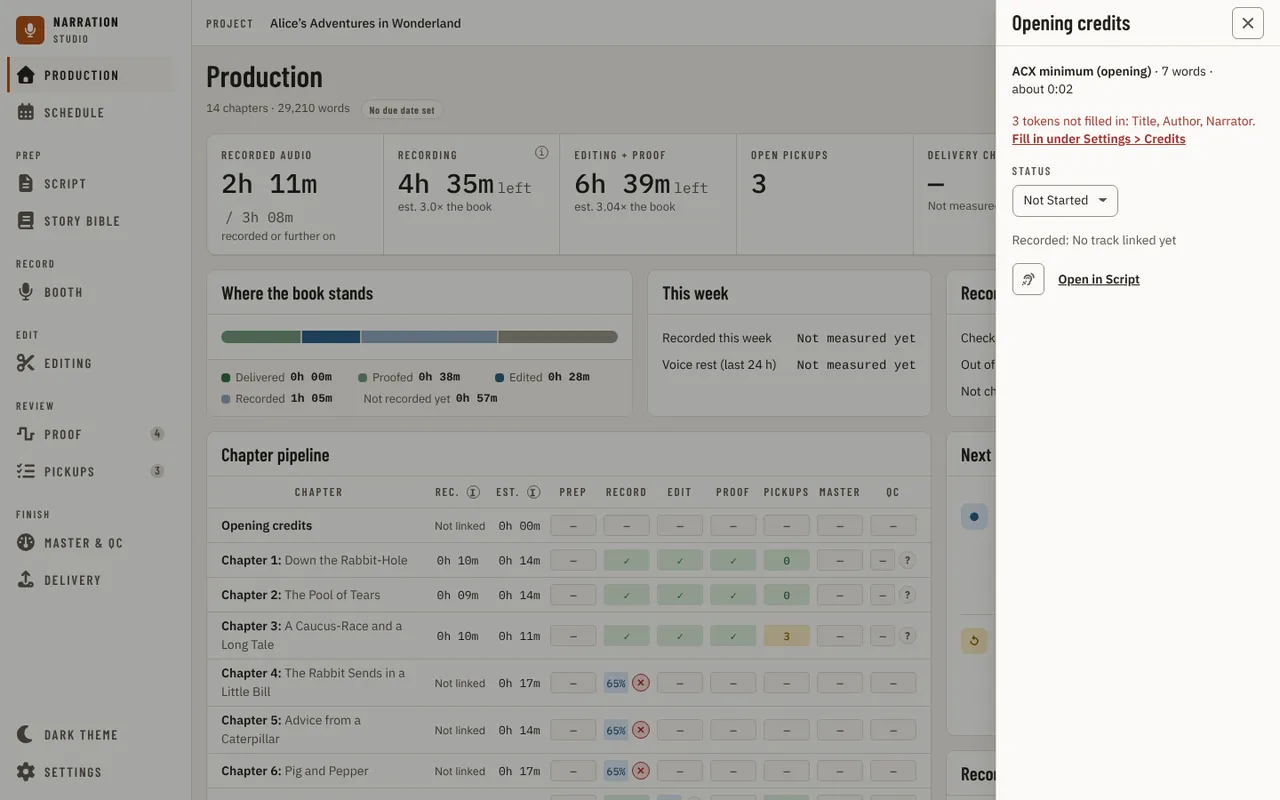 NARRATION
STUDIO
PRODUCTION
SCHEDULE
PREP
SCRIPT
STORY BIBLE
RECORD
BOOTH
EDIT
EDITING
REVIEW
PROOF 4
PICKUPS 3
FINISH
MASTER & QC
DELIVERY
DARK THEME
SETTINGS
PROJECT Alice's Adventures in Wonderland
Production
14 chapters · 29,210 words No due date set
RECORDED AUDIO
2h 11m
/ 3h 08m
recorded or further on
RECORDING
4h 35m left
est. 3.0× the book
EDITING + PROOF
6h 39m left
est. 3.04× the book
OPEN PICKUPS
3
DELIVERY CH
—
Not measure
Where the book stands
Delivered 0h 00m Proofed 0h 38m Edited 0h 28m
Recorded 1h 05m Not recorded yet 0h 57m
This week
Recorded this week Not measured yet
Voice rest (last 24 h) Not measured yet
Reco
Check
Out of
Not ch
Chapter pipeline
CHAPTER REC. EST. PREP RECORD EDIT PROOF PICKUPS MASTER QC
Opening credits Not linked 0h 00m — — — — — — —
Chapter 1: Down the Rabbit-Hole 0h 10m 0h 14m — ✓ ✓ ✓ 0 — — ?
Chapter 2: The Pool of Tears 0h 09m 0h 14m — ✓ ✓ ✓ 0 — — ?
Chapter 3: A Caucus-Race and a
Long Tale 0h 10m 0h 11m — ✓ ✓ ✓ 3 — — ?
Chapter 4: The Rabbit Sends in a
Little Bill Not linked 0h 17m — 65% — — — — —
Chapter 5: Advice from a
Caterpillar Not linked 0h 14m — 65% — — — — —
Chapter 6: Pig and Pepper Not linked 0h 17m — 65% — — — — —
Next
Reco
Opening credits
ACX minimum (opening) · 7 words ·
about 0:02
3 tokens not filled in: Title, Author, Narrator.
Fill in under Settings > Credits
STATUS
Not Started
Recorded: No track linked yet
Open in Script